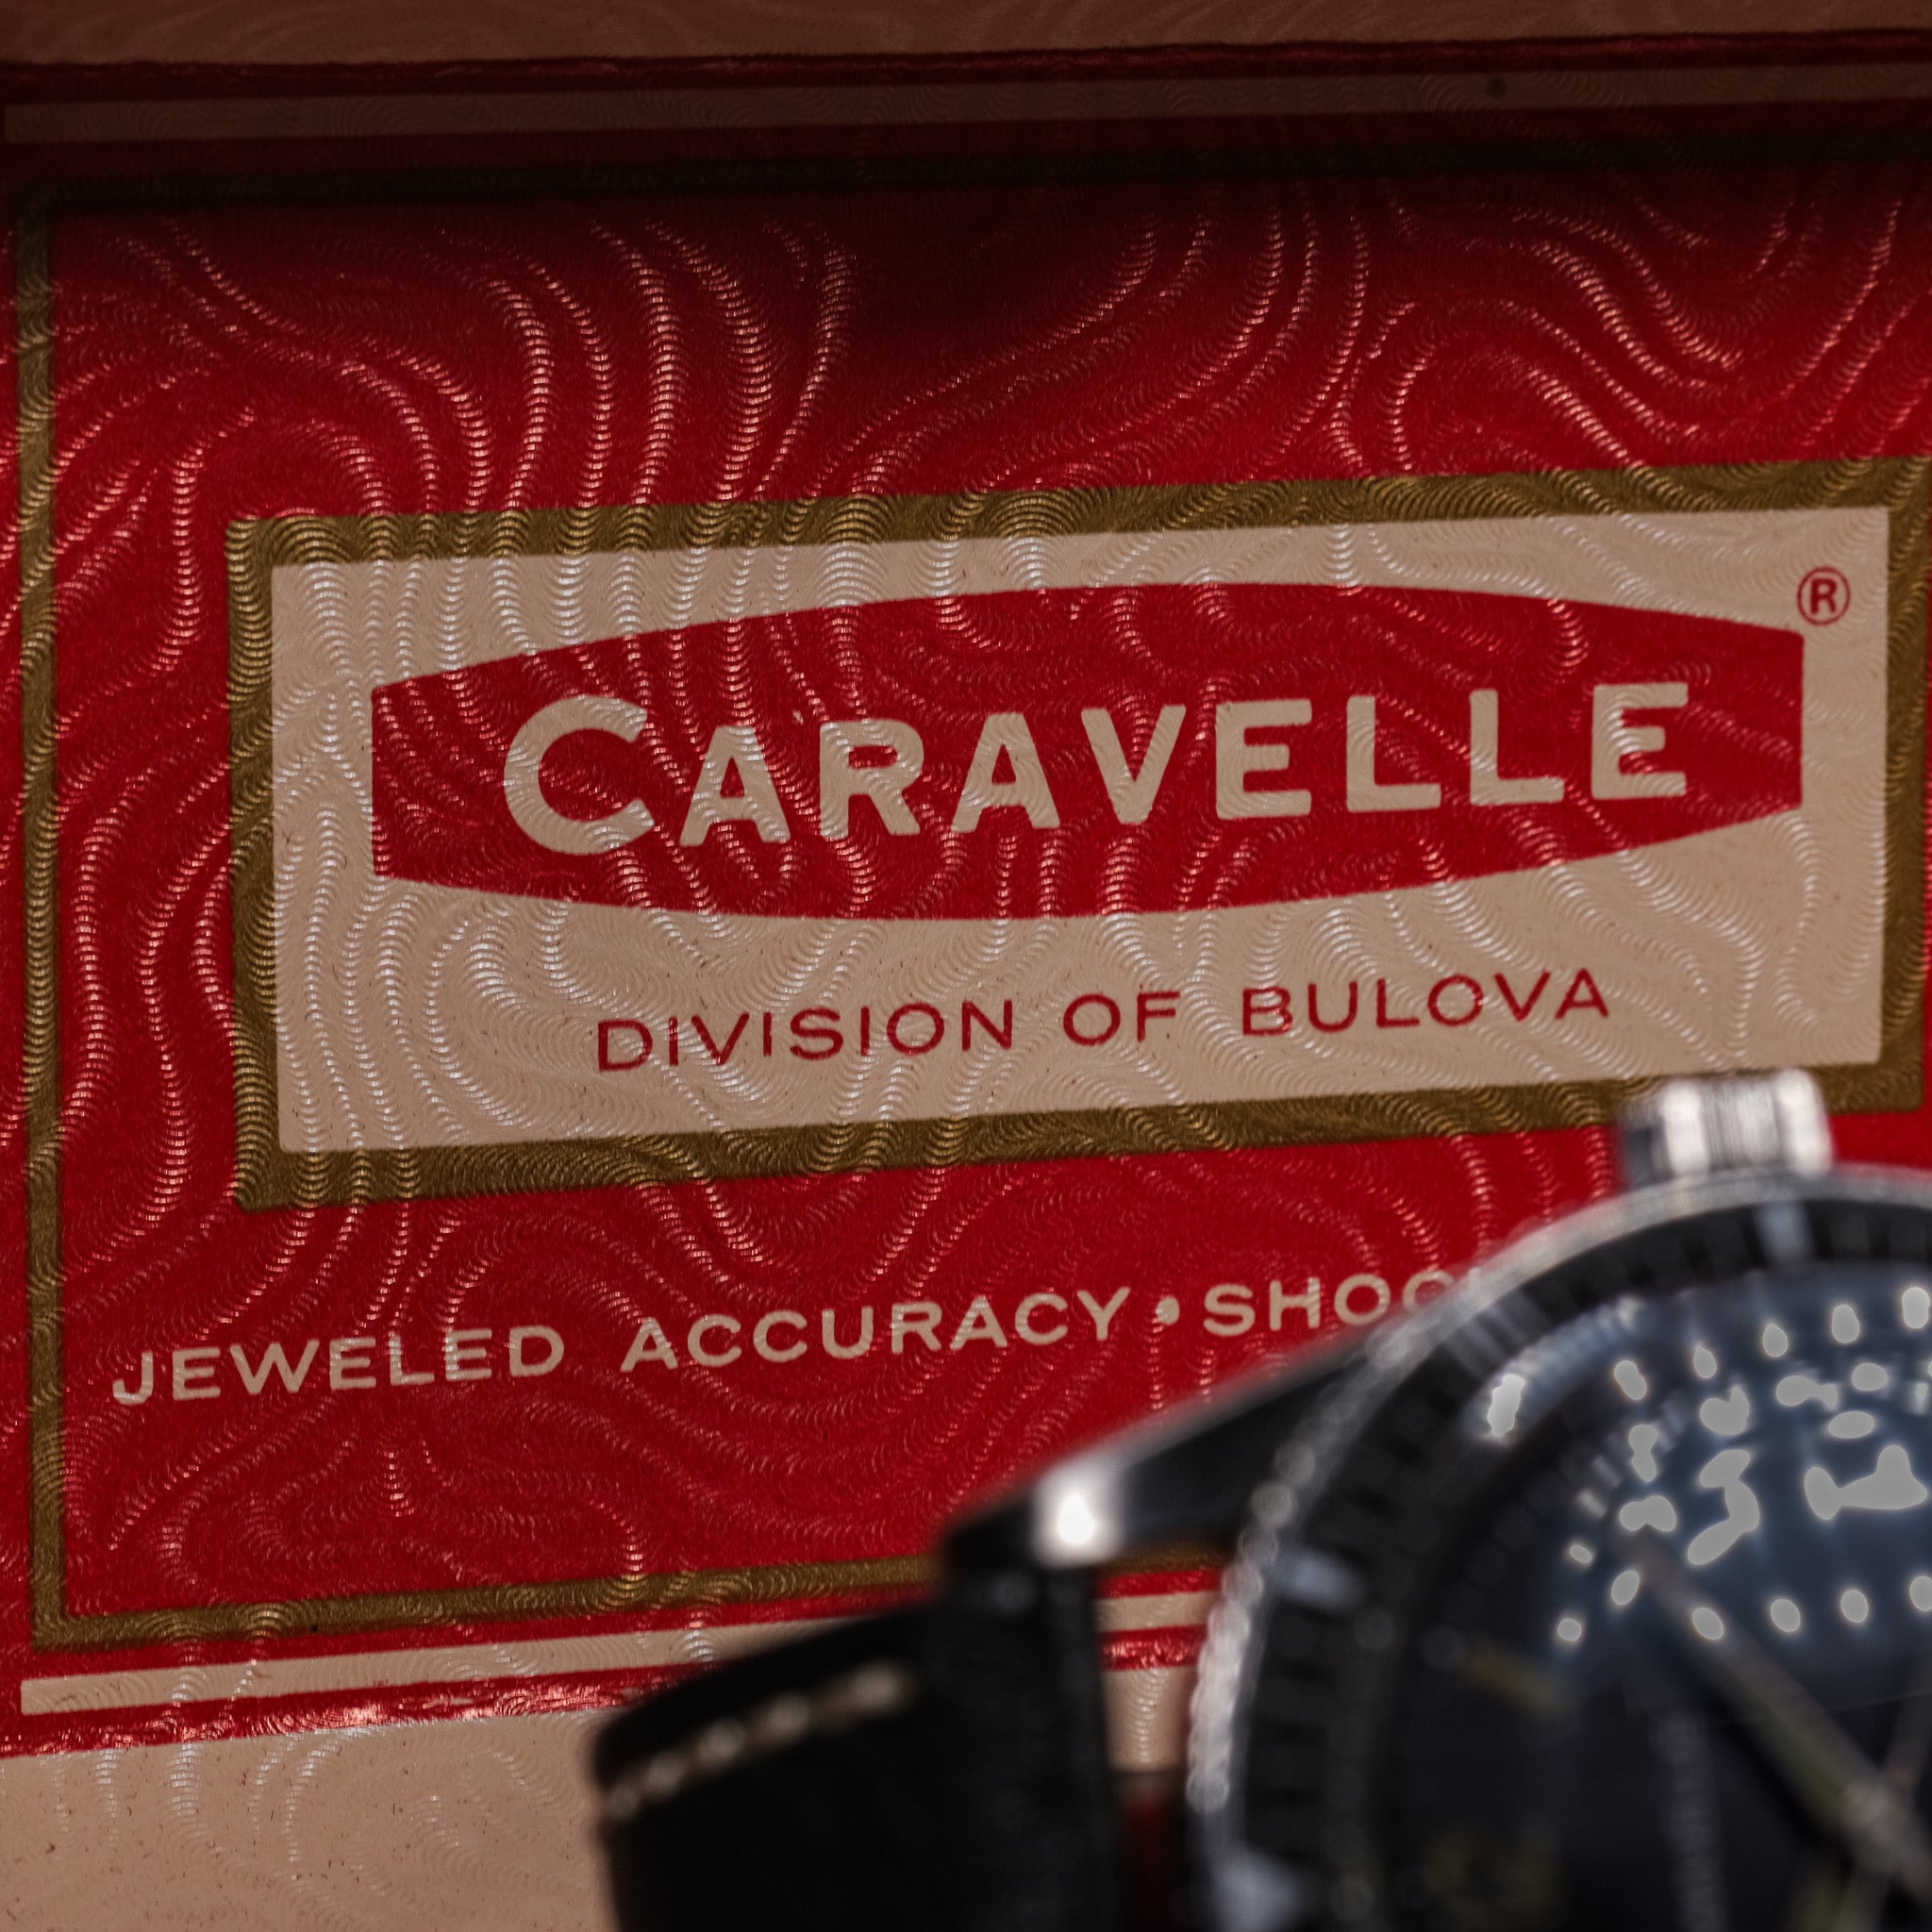 CARAVELLE ®
DIVISION OF BULOVA
JEWELED ACCURACY • SHOC